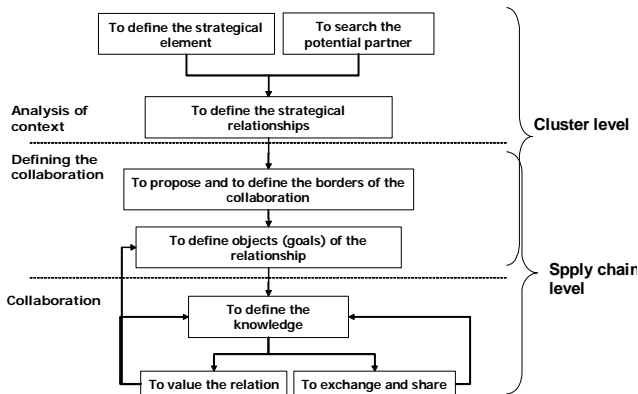 To define the strategical
element
To search the
potential partner
Analysis of
context
To define the strategical
relationships
Cluster level
Defining the
collaboration
To propose and to define the borders of the
collaboration
To define objects (goals) of the
relationship
Spply chain
level
Collaboration
To define the
knowledge
To value the relation
To exchange and share